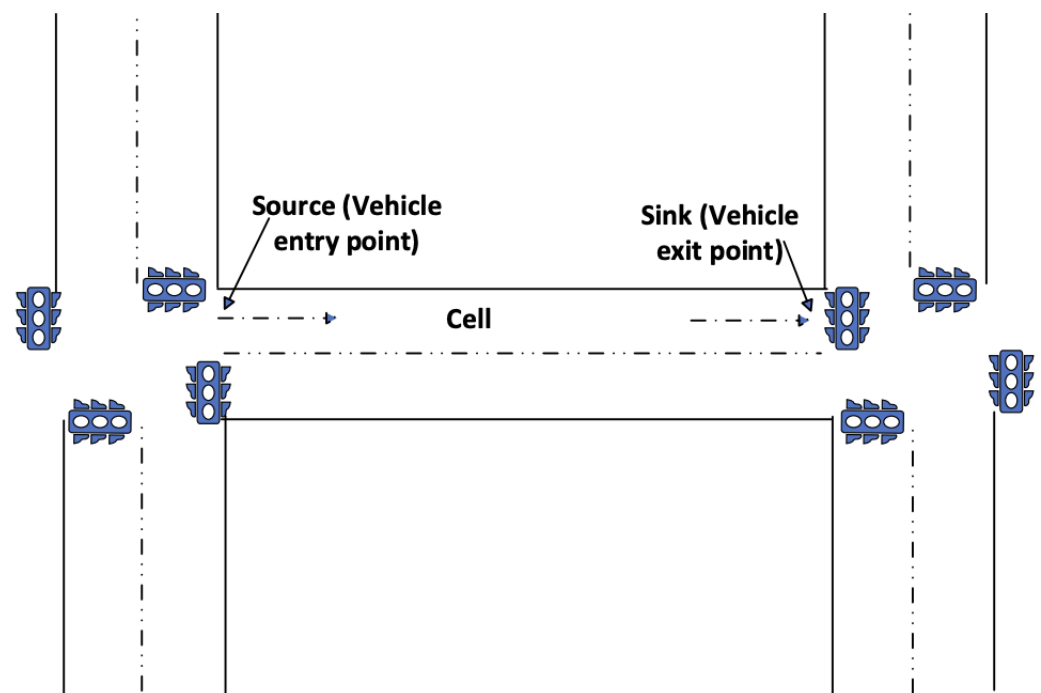 Source (Vehicle
entry point)
Sink (Vehicle
exit point)
Cell